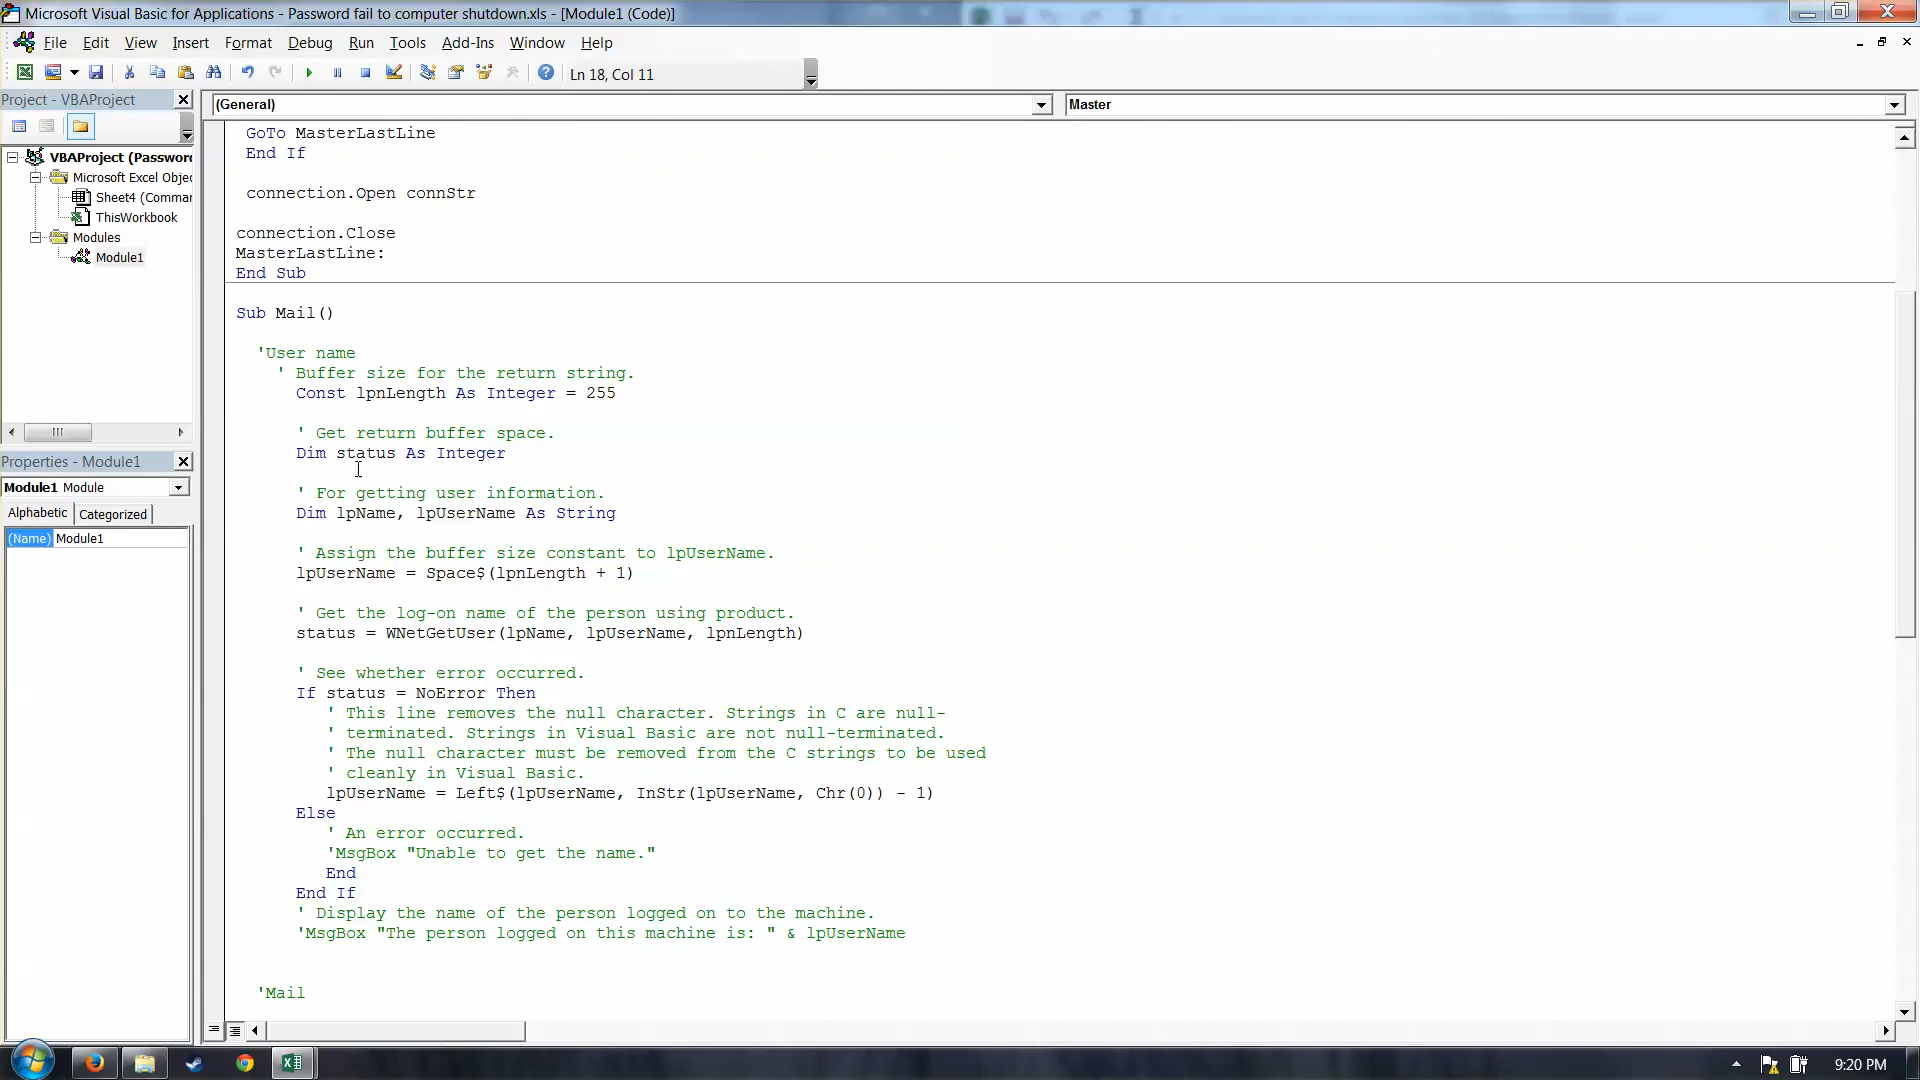 Microsoft Visual Basic for Applications - Password fail to computer shutdown.xls - [Module1 (Code)]
File Edit View Insert Format Debug Run Tools Add-Ins Window Help
Ln 18, Col 11
Project - VBAProject
(General)
Master
VBAProject (Password
Microsoft Excel Objec
Sheet4 (Commar
ThisWorkbook
Modules
Module1
Properties - Module1
Module1 Module
Alphabetic Categorized
(Name) Module1
GoTo MasterLastLine
End If
connection.Open connStr
connection.Close
MasterLastLine:
End Sub
Sub Mail()
'User name
' Buffer size for the return string.
Const lpnLength As Integer = 255
' Get return buffer space.
Dim status As Integer
' For getting user information.
Dim lpName, lpUserName As String
' Assign the buffer size constant to lpUserName.
lpUserName = Space$(lpnLength + 1)
' Get the log-on name of the person using product.
status = WNetGetUser(lpName, lpUserName, lpnLength)
' See whether error occurred.
If status = NoError Then
' This line removes the null character. Strings in C are null-
' terminated. Strings in Visual Basic are not null-terminated.
' The null character must be removed from the C strings to be used
' cleanly in Visual Basic.
lpUserName = Left$(lpUserName, InStr(lpUserName, Chr(0)) - 1)
Else
' An error occurred.
'MsgBox "Unable to get the name."
End
End If
' Display the name of the person logged on to the machine.
'MsgBox "The person logged on this machine is: " & lpUserName
'Mail
9:20 PM